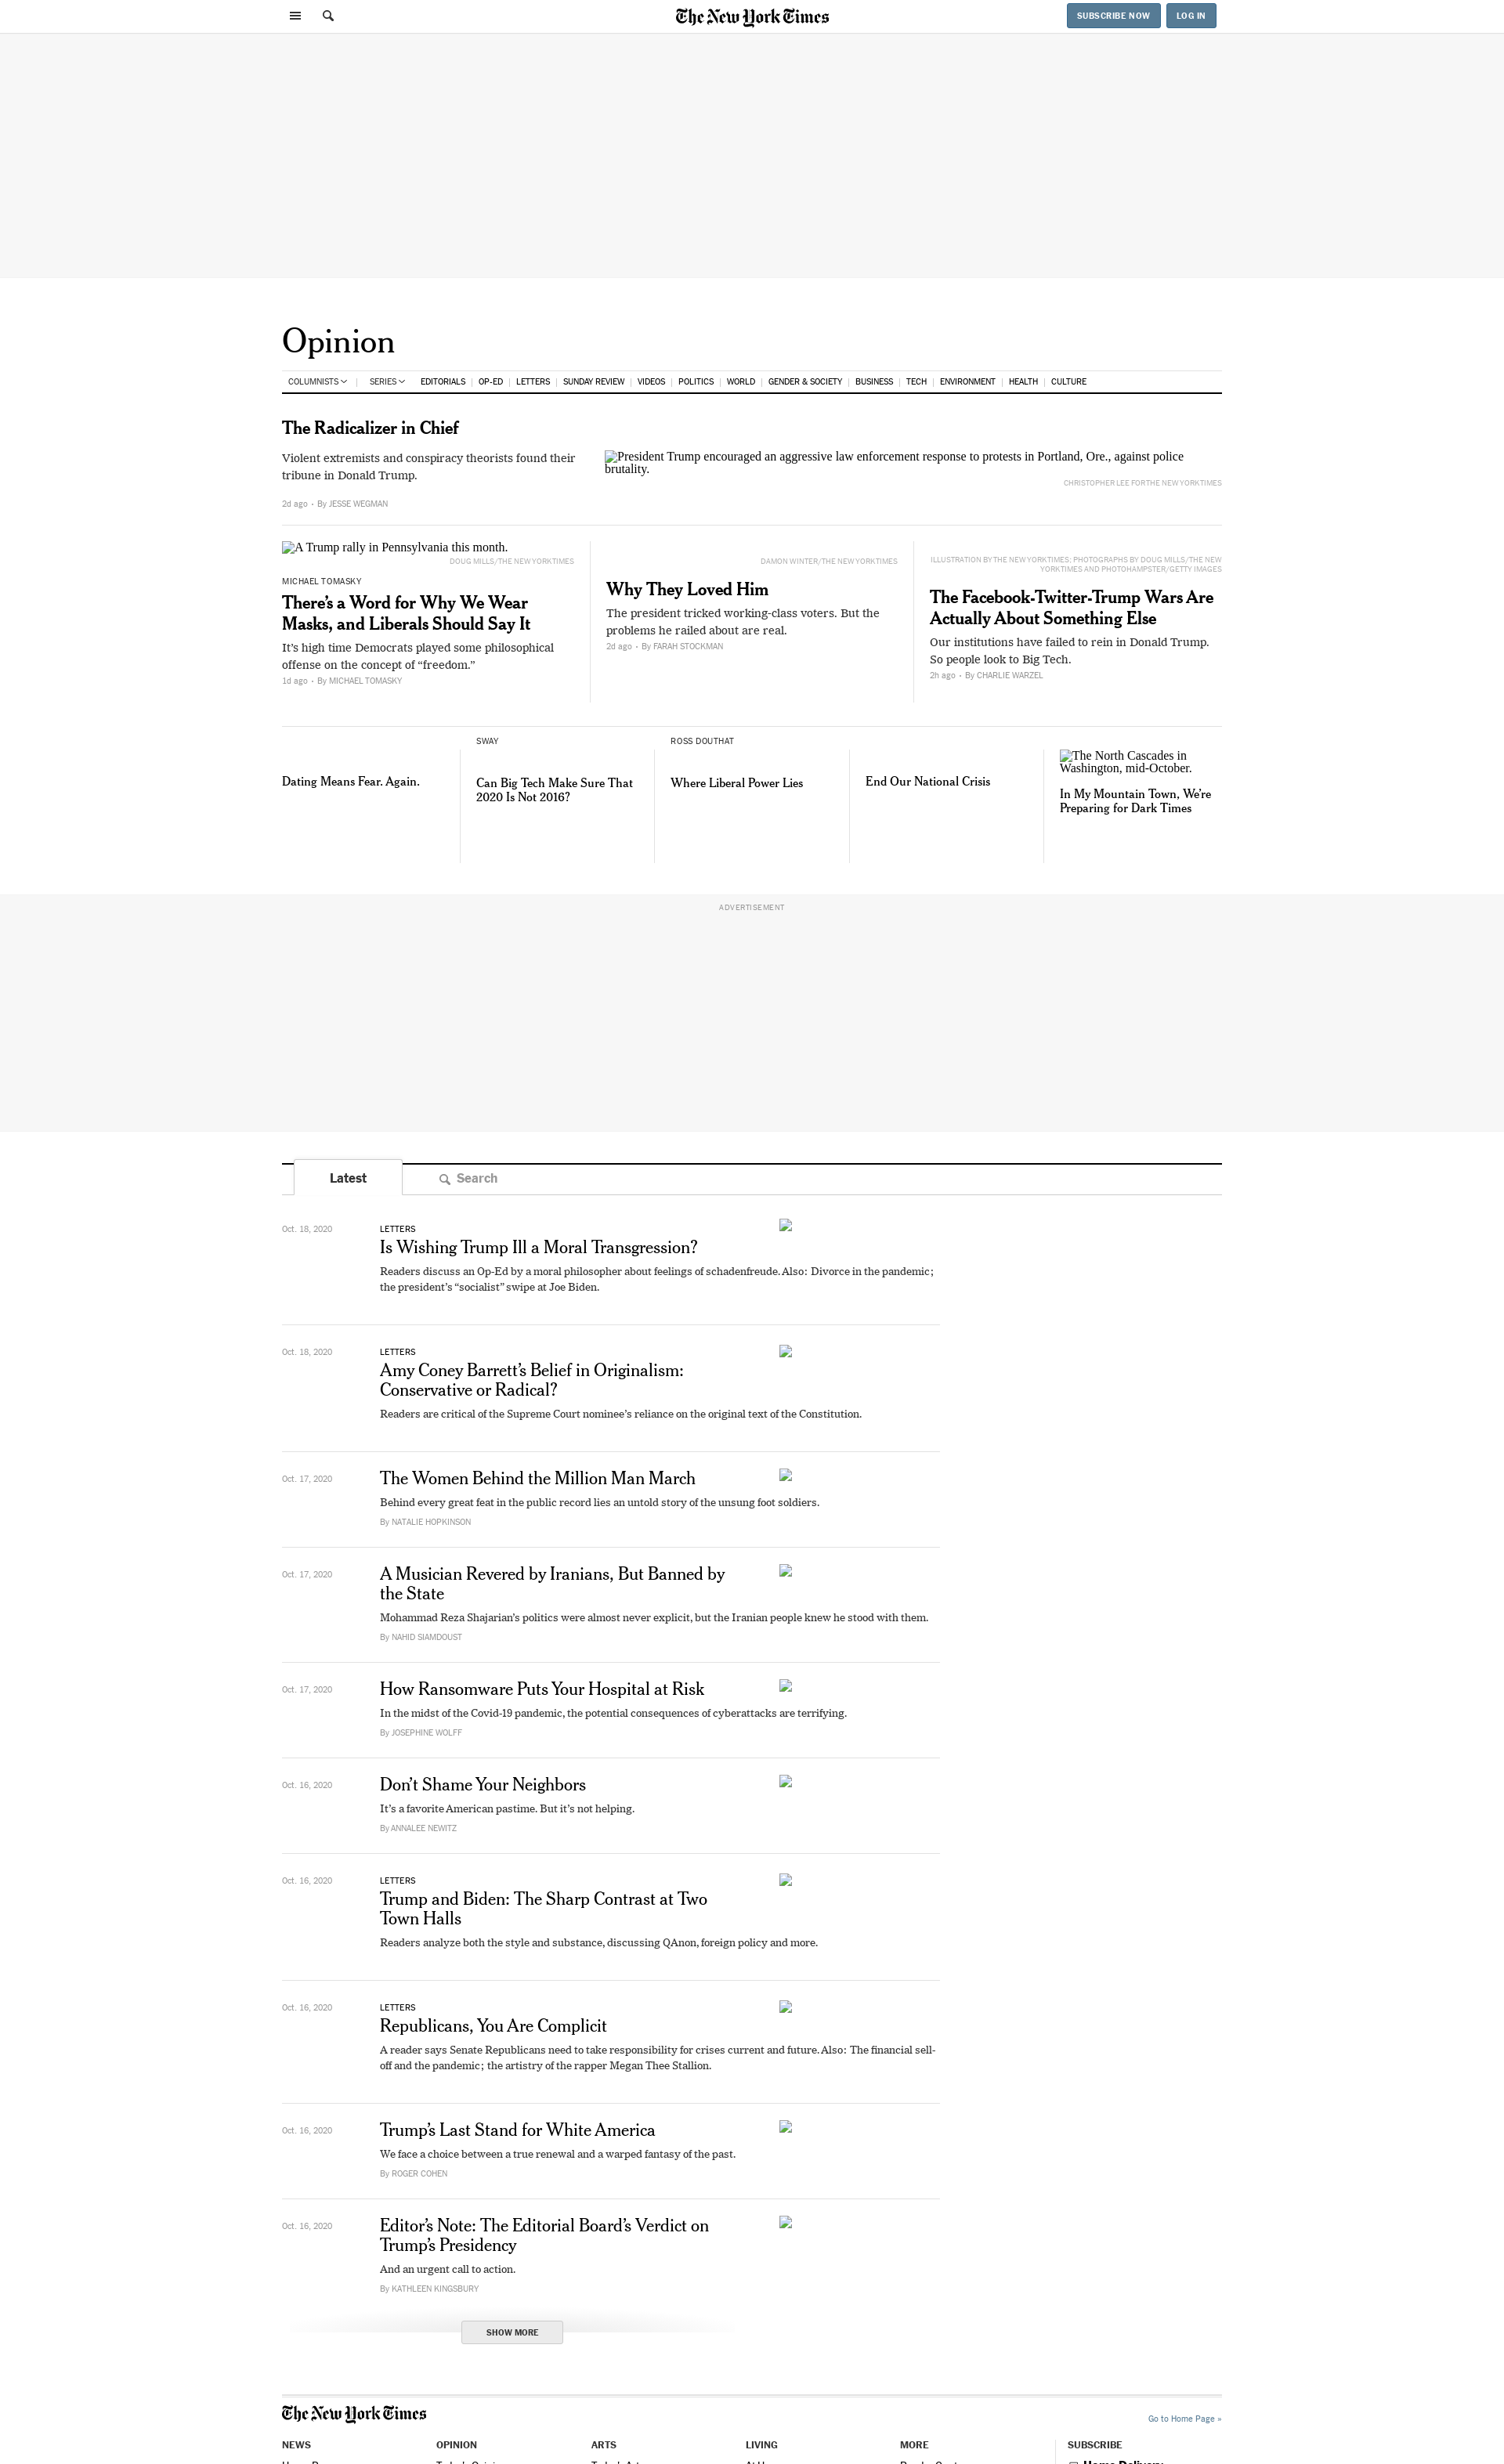 The New York Times
SUBSCRIBE NOW
LOG IN
Opinion
COLUMNISTS
SERIES
EDITORIALS
OP-ED
LETTERS
SUNDAY REVIEW
VIDEOS
POLITICS
WORLD
GENDER & SOCIETY
BUSINESS
TECH
ENVIRONMENT
HEALTH
CULTURE
The Radicalizer in Chief
Violent extremists and conspiracy theorists found their
tribune in Donald Trump.
2d ago • By JESSE WEGMAN
President Trump encouraged an aggressive law enforcement response to protests in Portland, Ore., against police
brutality.
CHRISTOPHER LEE FOR THE NEW YORK TIMES
A Trump rally in Pennsylvania this month.
DOUG MILLS/THE NEW YORK TIMES
MICHAEL TOMASKY
There’s a Word for Why We Wear
Masks, and Liberals Should Say It
It’s high time Democrats played some philosophical
offense on the concept of “freedom.”
1d ago • By MICHAEL TOMASKY
DAMON WINTER/THE NEW YORK TIMES
Why They Loved Him
The president tricked working-class voters. But the
problems he railed about are real.
2d ago • By FARAH STOCKMAN
ILLUSTRATION BY THE NEW YORK TIMES; PHOTOGRAPHS BY DOUG MILLS/THE NEW
YORK TIMES AND PHOTOHAMPSTER/GETTY IMAGES
The Facebook-Twitter-Trump Wars Are
Actually About Something Else
Our institutions have failed to rein in Donald Trump.
So people look to Big Tech.
2h ago • By CHARLIE WARZEL
Dating Means Fear. Again.
SWAY
Can Big Tech Make Sure That
2020 Is Not 2016?
ROSS DOUTHAT
Where Liberal Power Lies
End Our National Crisis
The North Cascades in
Washington, mid-October.
In My Mountain Town, We’re
Preparing for Dark Times
ADVERTISEMENT
Latest
Search
Oct. 18, 2020
LETTERS
Is Wishing Trump Ill a Moral Transgression?
Readers discuss an Op-Ed by a moral philosopher about feelings of schadenfreude. Also: Divorce in the pandemic;
the president’s “socialist” swipe at Joe Biden.
Oct. 18, 2020
LETTERS
Amy Coney Barrett’s Belief in Originalism:
Conservative or Radical?
Readers are critical of the Supreme Court nominee’s reliance on the original text of the Constitution.
Oct. 17, 2020
The Women Behind the Million Man March
Behind every great feat in the public record lies an untold story of the unsung foot soldiers.
By NATALIE HOPKINSON
Oct. 17, 2020
A Musician Revered by Iranians, But Banned by
the State
Mohammad Reza Shajarian’s politics were almost never explicit, but the Iranian people knew he stood with them.
By NAHID SIAMDOUST
Oct. 17, 2020
How Ransomware Puts Your Hospital at Risk
In the midst of the Covid-19 pandemic, the potential consequences of cyberattacks are terrifying.
By JOSEPHINE WOLFF
Oct. 16, 2020
Don’t Shame Your Neighbors
It’s a favorite American pastime. But it’s not helping.
By ANNALEE NEWITZ
Oct. 16, 2020
LETTERS
Trump and Biden: The Sharp Contrast at Two
Town Halls
Readers analyze both the style and substance, discussing QAnon, foreign policy and more.
Oct. 16, 2020
LETTERS
Republicans, You Are Complicit
A reader says Senate Republicans need to take responsibility for crises current and future. Also: The financial sell-
off and the pandemic; the artistry of the rapper Megan Thee Stallion.
Oct. 16, 2020
Trump’s Last Stand for White America
We face a choice between a true renewal and a warped fantasy of the past.
By ROGER COHEN
Oct. 16, 2020
Editor’s Note: The Editorial Board’s Verdict on
Trump’s Presidency
And an urgent call to action.
By KATHLEEN KINGSBURY
SHOW MORE
The New York Times
Go to Home Page »
NEWS
OPINION
ARTS
LIVING
MORE
SUBSCRIBE